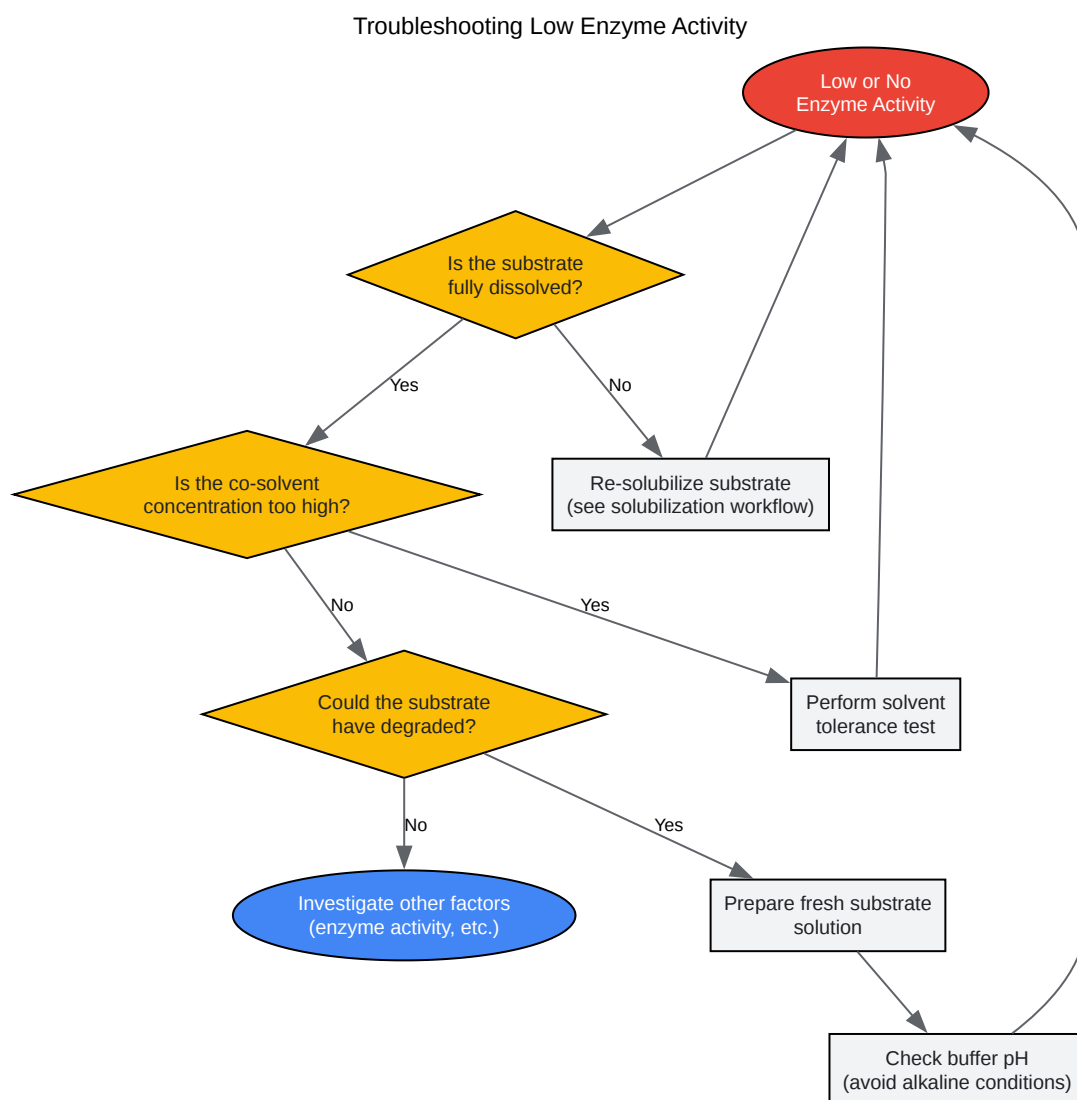 Troubleshooting Low Enzyme Activity
Low or No
Enzyme Activity
Is the substrate
fully dissolved?
Yes
No
Is the co-solvent
concentration too high?
Re-solubilize substrate
(see solubilization workflow)
No
Yes
Could the substrate
have degraded?
Perform solvent
tolerance test
No
Yes
Investigate other factors
(enzyme activity, etc.)
Prepare fresh substrate
solution
Check buffer pH
(avoid alkaline conditions)